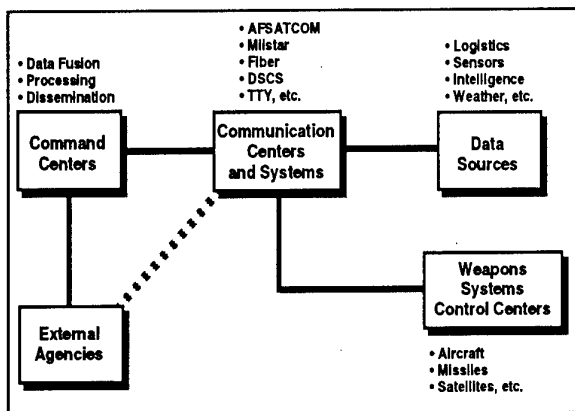 • Data Fusion
• Processing
• Dissemination
Command
Centers
• AFSATCOM
• Milstar
• Fiber
• DSCS
• TTY, etc.
Communication
Centers
and Systems
• Logistics
• Sensors
• Intelligence
• Weather, etc.
Data
Sources
External
Agencies
Weapons
Systems
Control Centers
• Aircraft
• Missiles
• Satellites, etc.